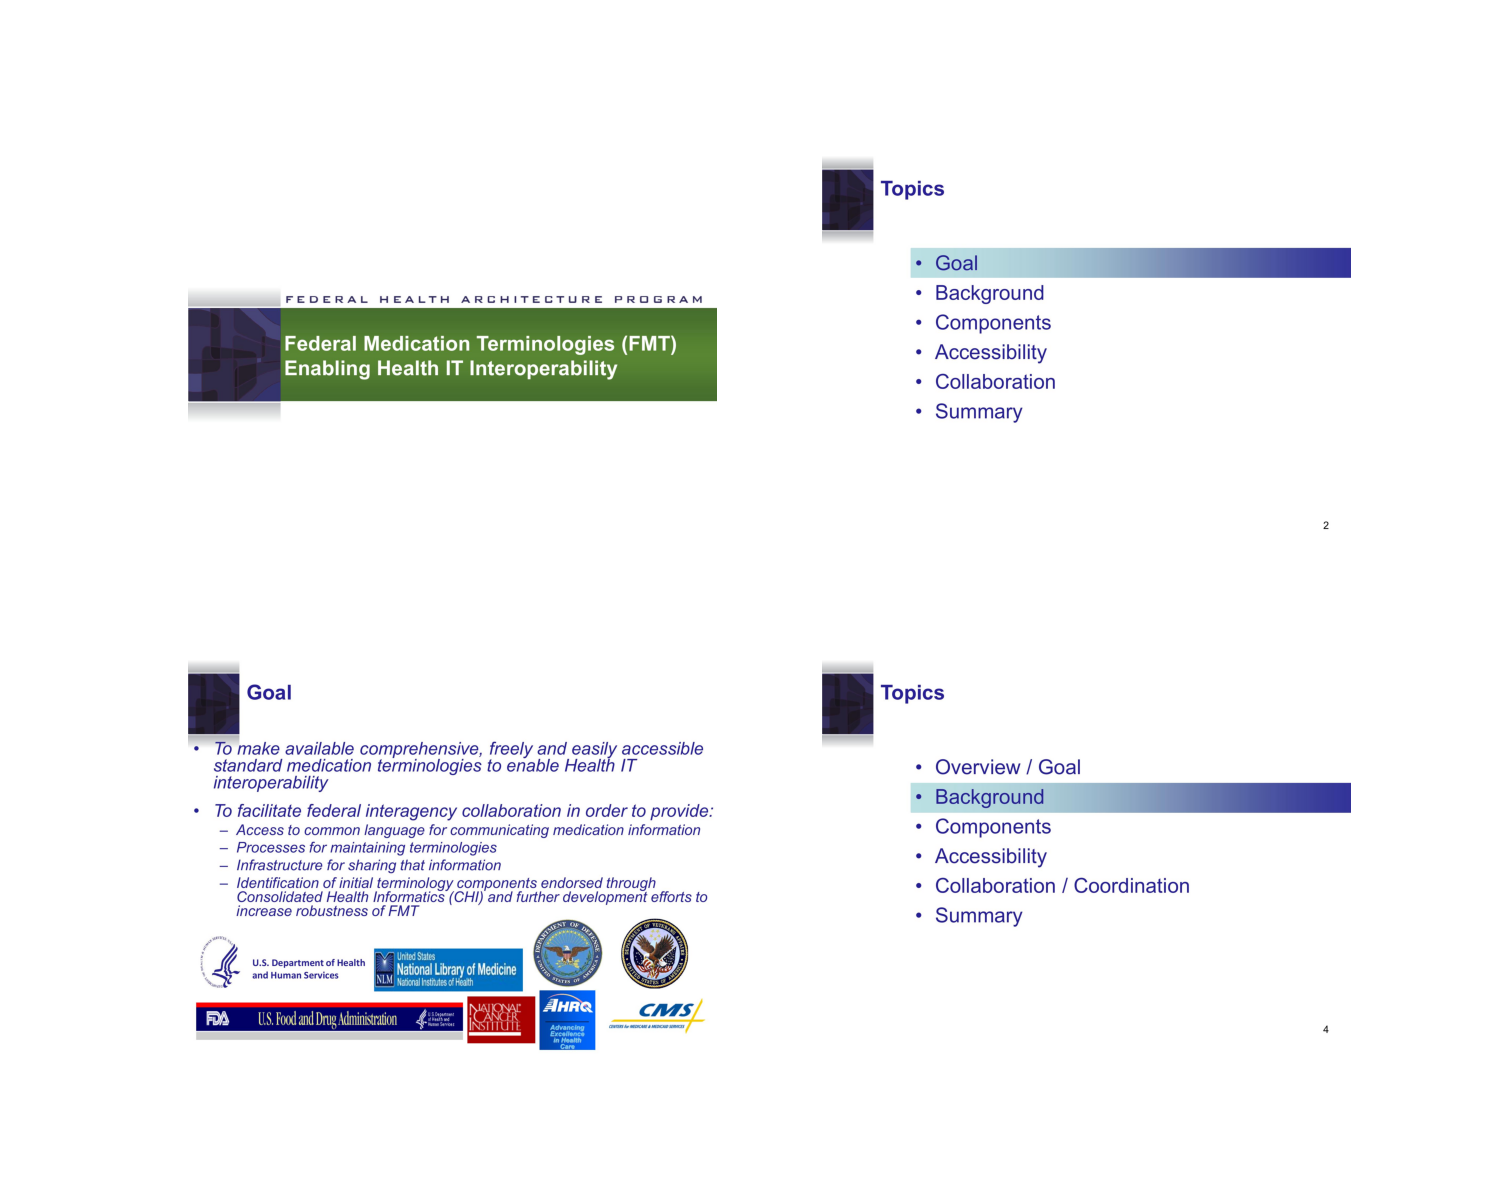 FEDERAL HEALTH ARCHITECTURE PROGRAM
Federal Medication Terminologies (FMT)
Enabling Health IT Interoperability
Topics
• Goal
• Background
• Components
• Accessibility
• Collaboration
• Summary
2
Goal
• To make available comprehensive, freely and easily accessible
standard medication terminologies to enable Health IT
interoperability
• To facilitate federal interagency collaboration in order to provide:
– Access to common language for communicating medication information
– Processes for maintaining terminologies
– Infrastructure for sharing that information
– Identification of initial terminology components endorsed through
Consolidated Health Informatics (CHI) and further development efforts to
increase robustness of FMT
U.S. Department of Health
and Human Services
NLM
United States
National Library of Medicine
National Institutes of Health
DEPARTMENT OF DEFENSE
UNITED STATES OF AMERICA
DEPARTMENT OF VETERANS AFFAIRS
UNITED STATES OF AMERICA
FDA U.S. Food and Drug Administration
U.S. Department
of Health and
Human Services
NATIONAL
CANCER
INSTITUTE
AHRQ
Advancing
Excellence
in Health
Care
CMS
CENTERS for MEDICARE & MEDICAID SERVICES
Topics
• Overview / Goal
• Background
• Components
• Accessibility
• Collaboration / Coordination
• Summary
4